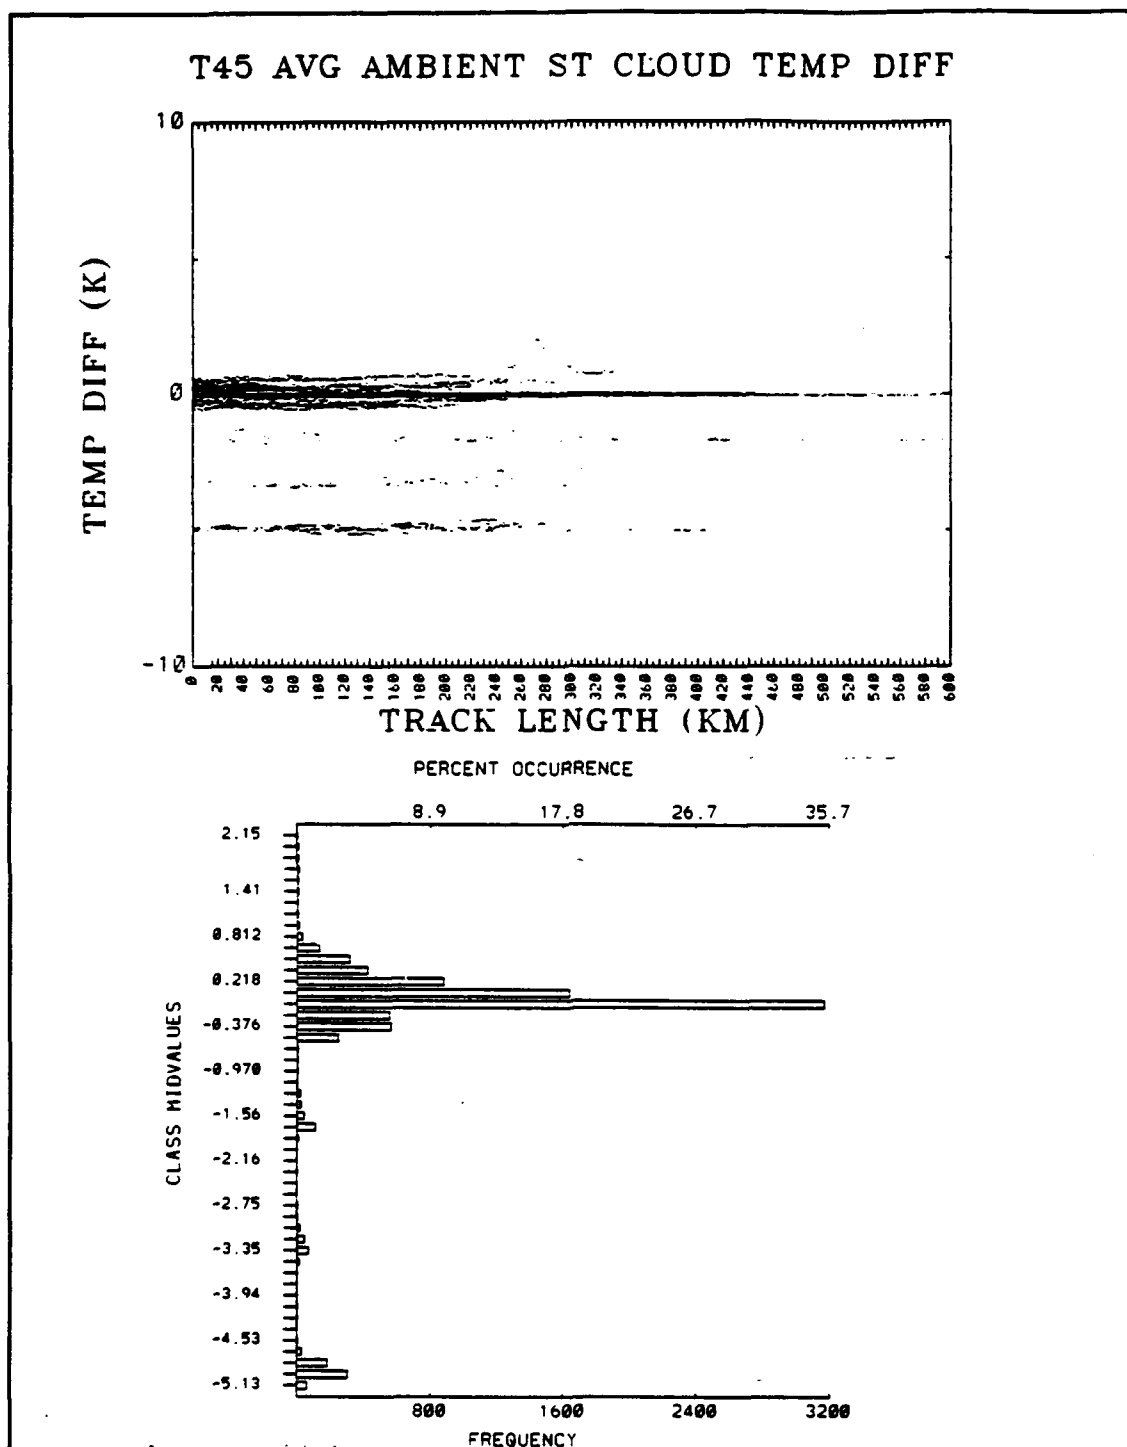 T45 AVG AMBIENT ST CLOUD TEMP DIFF
10
0
-10
TEMP DIFF (K)
0 20 40 60 80 100 120 140 160 180 200 220 240 260 280 300 320 340 360 380 400 420 440 460 480 500 520 540 560 580 600
TRACK LENGTH (KM)
PERCENT OCCURRENCE
8.9 17.8 26.7 35.7
2.15
1.41
0.812
0.218
-0.376
-0.970
-1.56
-2.16
-2.75
-3.35
-3.94
-4.53
-5.13
CLASS MIDVALUES
800 1600 2400 3200
FREQUENCY